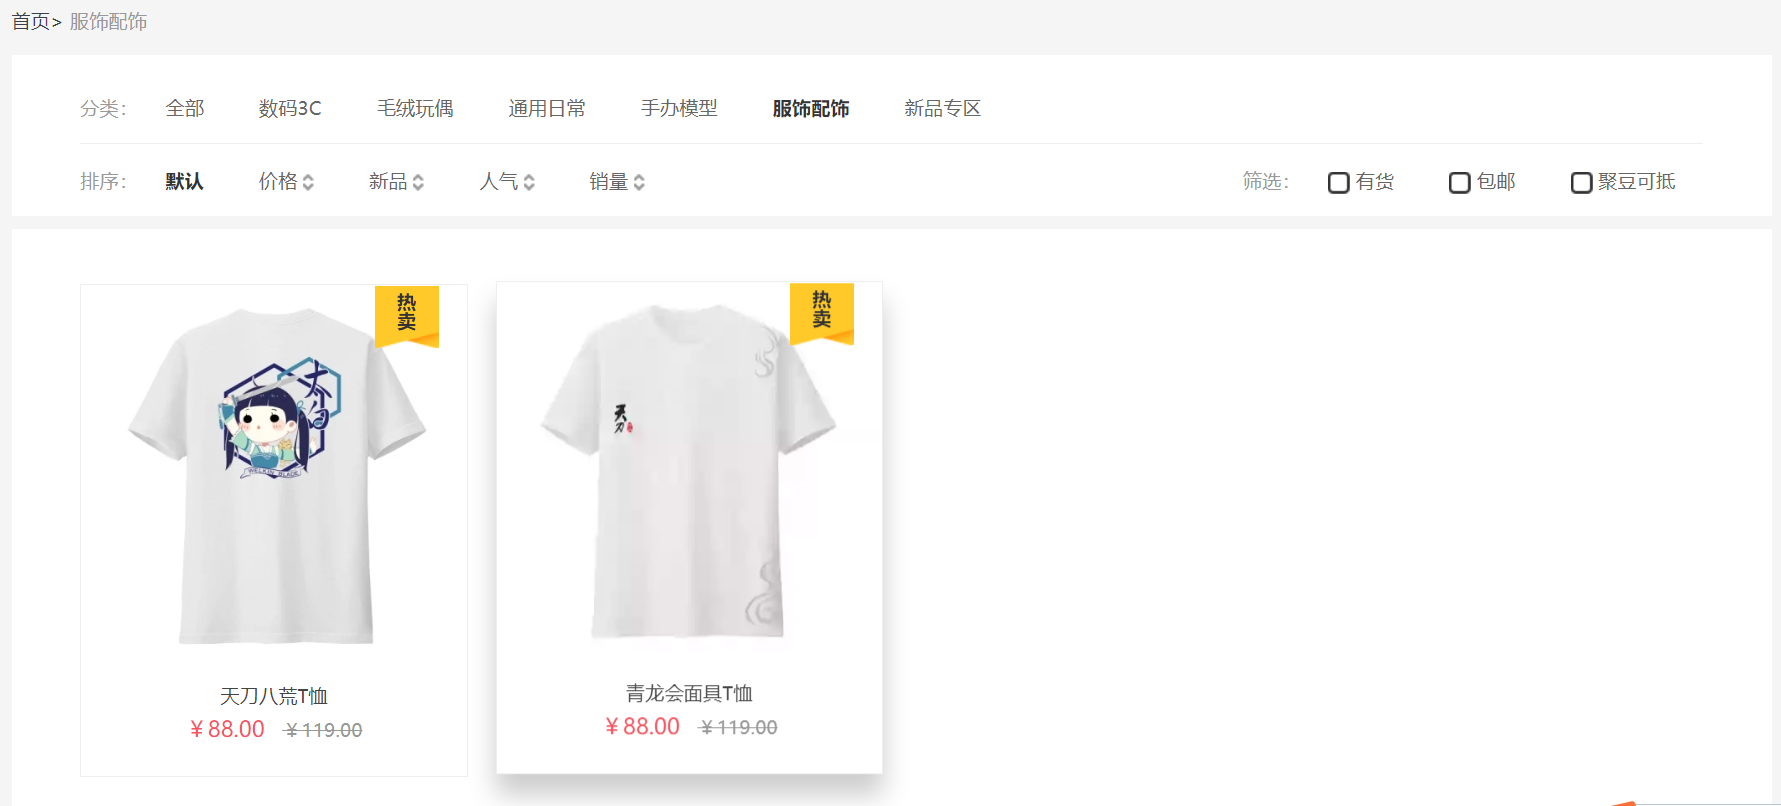 首页> 服饰配饰
分类： 全部 数码3C 毛绒玩偶 通用日常 手办模型 服饰配饰 新品专区
排序： 默认 价格 新品 人气 销量 筛选： 有货 包邮 聚豆可抵
热卖
太白
WELKIN BLADE
天刀八荒T恤
￥88.00 ￥119.00
热卖
天刀
青龙会面具T恤
￥88.00 ￥119.00